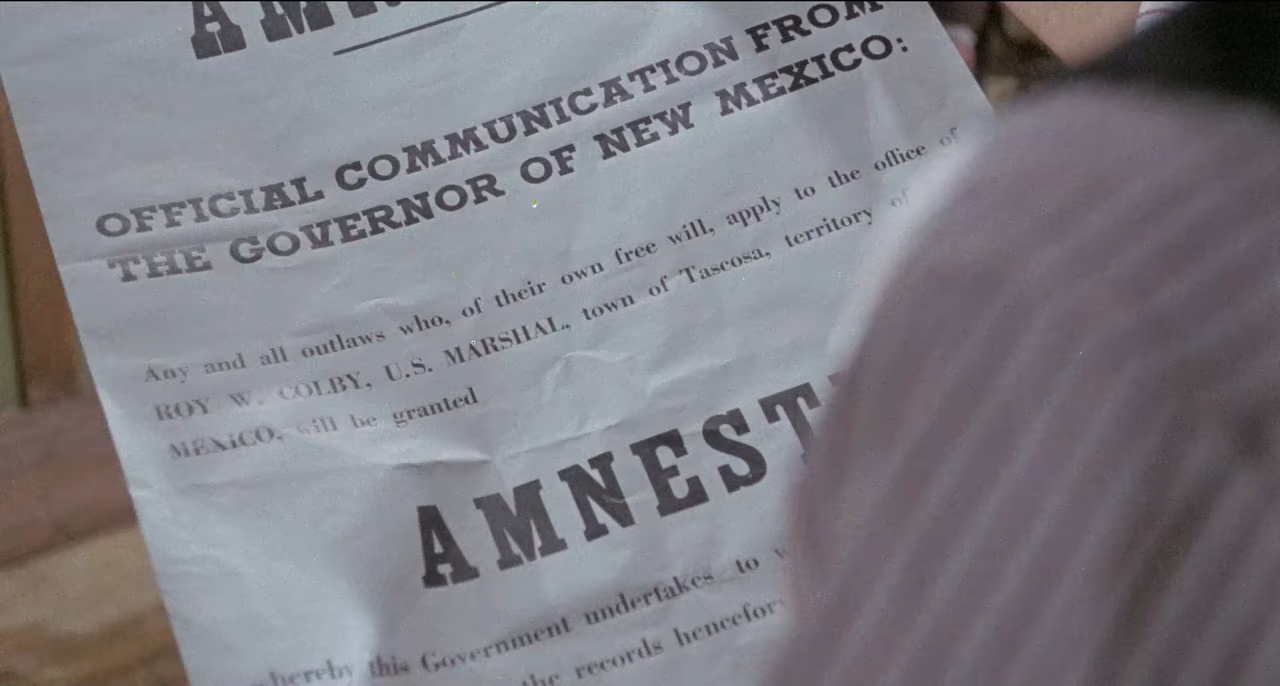 OFFICIAL COMMUNICATION FROM
THE GOVERNOR OF NEW MEXICO:
Any and all outlaws who, of their own free will, apply to the office of
ROY W. COLBY, U.S. MARSHAL, town of Tascosa, territory of
MEXICO, will be granted
AMNEST
hereby this Government undertakes to
the records